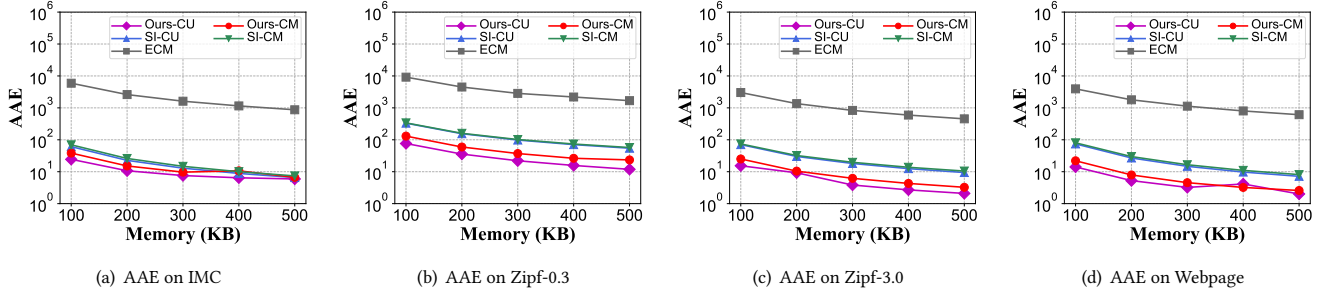 10^6
10^5
10^4
10^3
10^2
10^1
10^0
AAE
Ours-CU
Ours-CM
SI-CU
SI-CM
ECM
100 200 300 400 500
Memory (KB)
(a) AAE on IMC
10^6
10^5
10^4
10^3
10^2
10^1
10^0
AAE
Ours-CU
Ours-CM
SI-CU
SI-CM
ECM
100 200 300 400 500
Memory (KB)
(b) AAE on Zipf-0.3
10^6
10^5
10^4
10^3
10^2
10^1
10^0
AAE
Ours-CU
Ours-CM
SI-CU
SI-CM
ECM
100 200 300 400 500
Memory (KB)
(c) AAE on Zipf-3.0
10^6
10^5
10^4
10^3
10^2
10^1
10^0
AAE
Ours-CU
Ours-CM
SI-CU
SI-CM
ECM
100 200 300 400 500
Memory (KB)
(d) AAE on Webpage